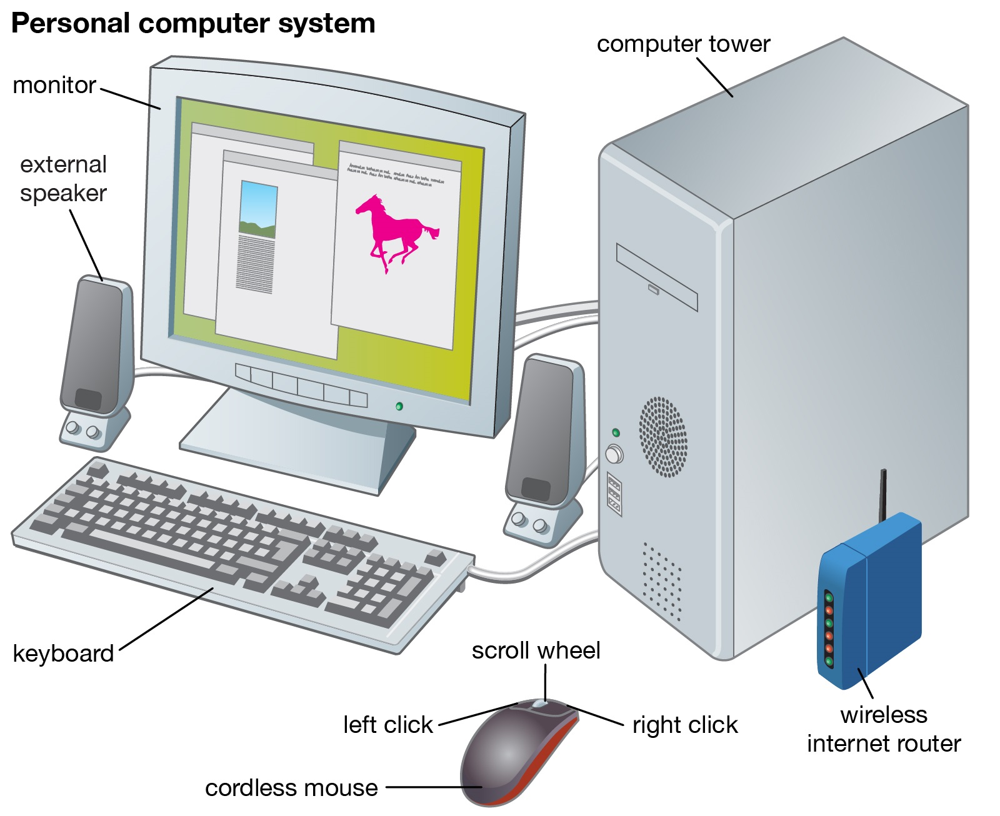 Personal computer system
computer tower
monitor
external
speaker
keyboard
scroll wheel
left click
right click
wireless
internet router
cordless mouse